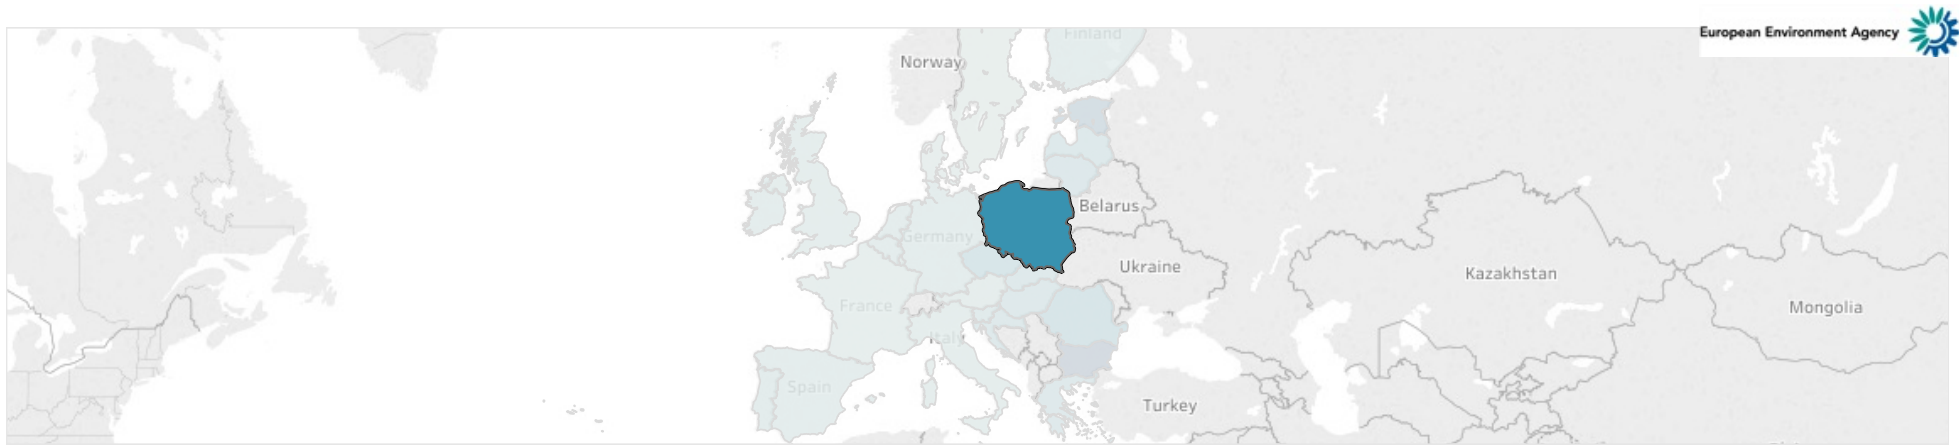 European Environment Agency
Finland
Norway
Belarus
Germany
Ukraine
Kazakhstan
France
Mongolia
Italy
Spain
Turkey